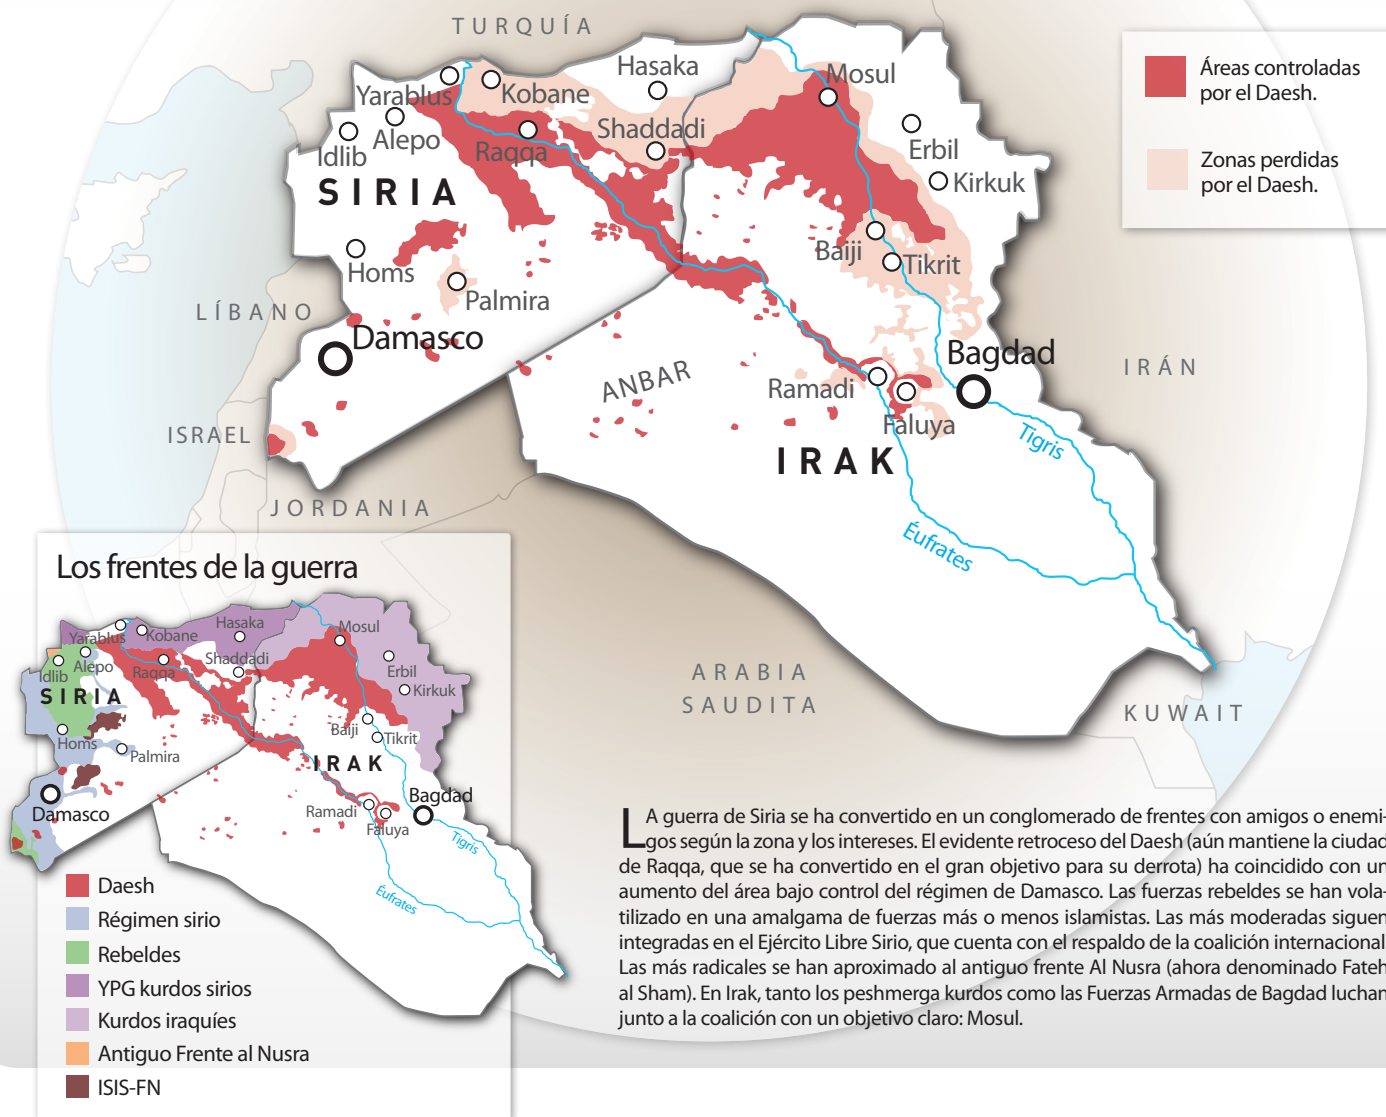 TURQUÍA
Áreas controladas
por el Daesh.
Zonas perdidas
por el Daesh.
Hasaka
Mosul
Yarablus
Kobane
Alepo
Idlib
Raqqa
Shaddadi
Erbil
Kirkuk
SIRIA
Homs
Palmira
Baiji
Tikrit
LÍBANO
Damasco
ANBAR
Ramadi
Bagdad
IRÁN
Faluya
ISRAEL
IRAK
Tigris
JORDANIA
Éufrates
ARABIA
SAUDITA
KUWAIT
Los frentes de la guerra
Yarablus
Kobane
Hasaka
Mosul
Idlib
Alepo
Raqqa
Shaddadi
Erbil
Kirkuk
SIRIA
Homs
Palmira
Baiji
Tikrit
IRAK
Damasco
Ramadi
Faluya
Bagdad
Tigris
Éufrates
Daesh
Régimen sirio
Rebeldes
YPG kurdos sirios
Kurdos iraquíes
Antiguo Frente al Nusra
ISIS-FN
LA guerra de Siria se ha convertido en un conglomerado de frentes con amigos o enemi-
gos según la zona y los intereses. El evidente retroceso del Daesh (aún mantiene la ciudad
de Raqqa, que se ha convertido en el gran objetivo para su derrota) ha coincidido con un
aumento del área bajo control del régimen de Damasco. Las fuerzas rebeldes se han vola-
tilizado en una amalgama de fuerzas más o menos islamistas. Las más moderadas siguen
integradas en el Ejército Libre Sirio, que cuenta con el respaldo de la coalición internacional
Las más radicales se han aproximado al antiguo frente Al Nusra (ahora denominado Fateh
al Sham). En Irak, tanto los peshmerga kurdos como las Fuerzas Armadas de Bagdad luchan
junto a la coalición con un objetivo claro: Mosul.